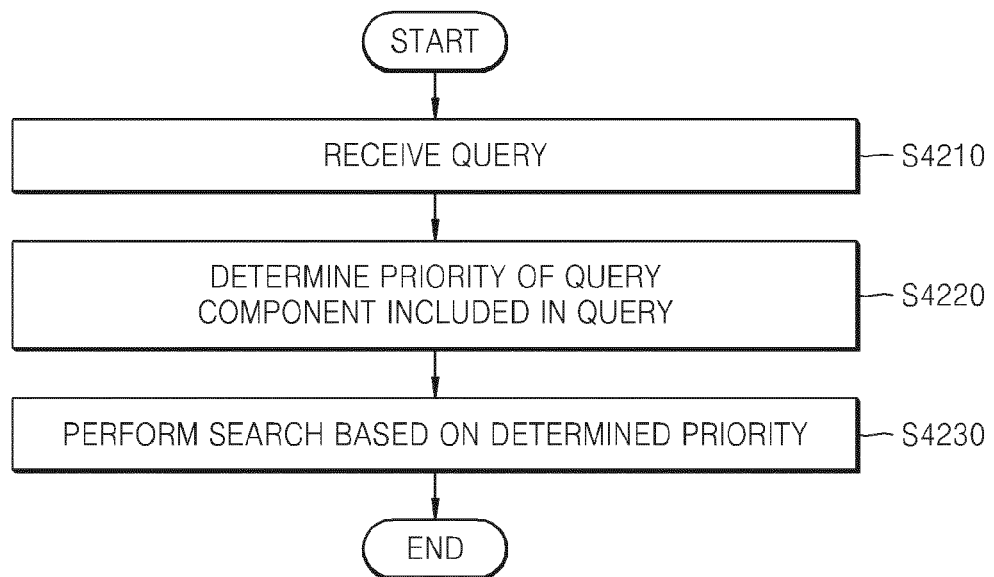 START
RECEIVE QUERY
S4210
DETERMINE PRIORITY OF QUERY
COMPONENT INCLUDED IN QUERY
S4220
PERFORM SEARCH BASED ON DETERMINED PRIORITY
S4230
END